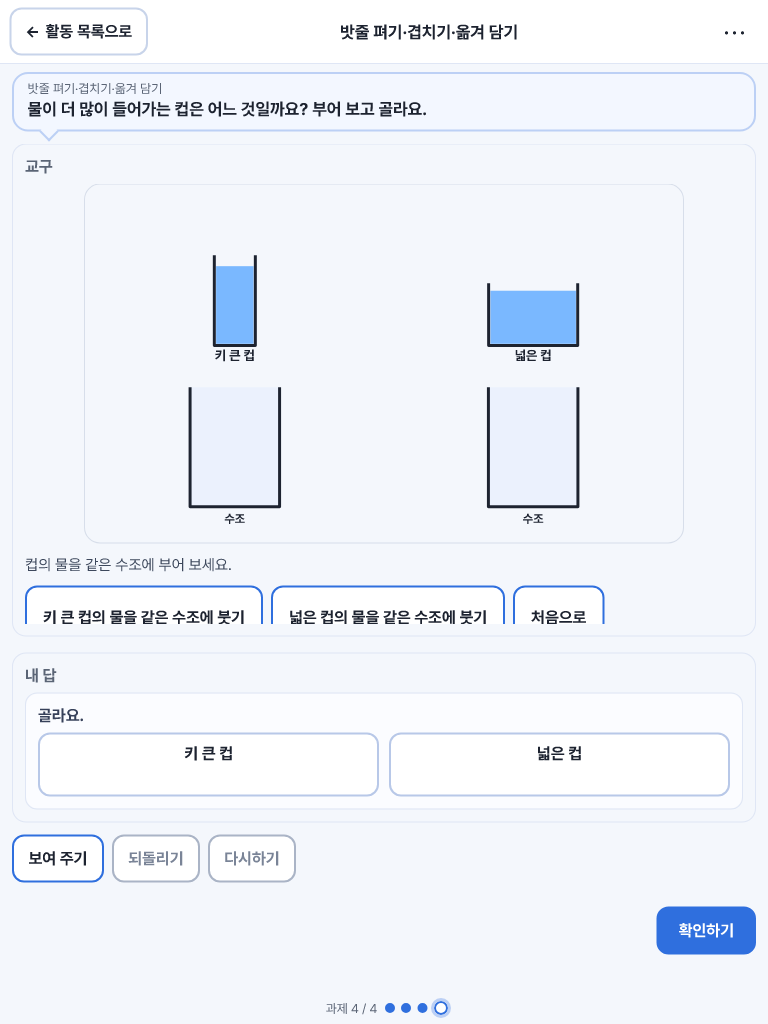 ← 활동 목록으로
밧줄 펴기·겹치기·옮겨 담기
...
밧줄 펴기·겹치기·옮겨 담기
물이 더 많이 들어가는 컵은 어느 것일까요? 부어 보고 골라요.
교구
키 큰 컵
넓은 컵
수조
수조
컵의 물을 같은 수조에 부어 보세요.
키 큰 컵의 물을 같은 수조에 붓기
넓은 컵의 물을 같은 수조에 붓기
처음으로
내 답
골라요.
키 큰 컵
넓은 컵
보여 주기
되돌리기
다시하기
확인하기
과제 4 / 4